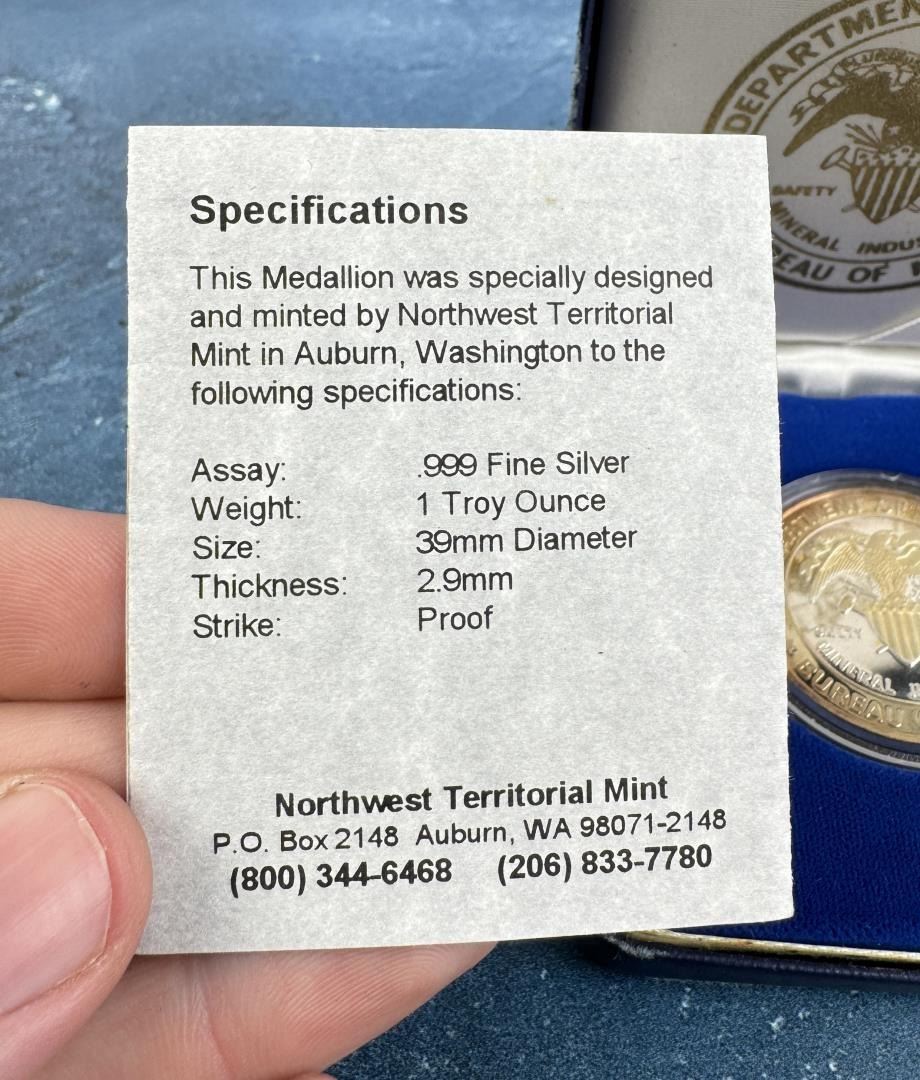 Specifications
This Medallion was specially designed
and minted by Northwest Territorial
Mint in Auburn, Washington to the
following specifications:
Assay: .999 Fine Silver
Weight: 1 Troy Ounce
Size: 39mm Diameter
Thickness: 2.9mm
Strike: Proof
Northwest Territorial Mint
P.O. Box 2148 Auburn, WA 98071-2148
(800) 344-6468 (206) 833-7780
DEPARTMEN
SAFETY
MINERAL INDU
EAU OF
MINERAL
BUREAU